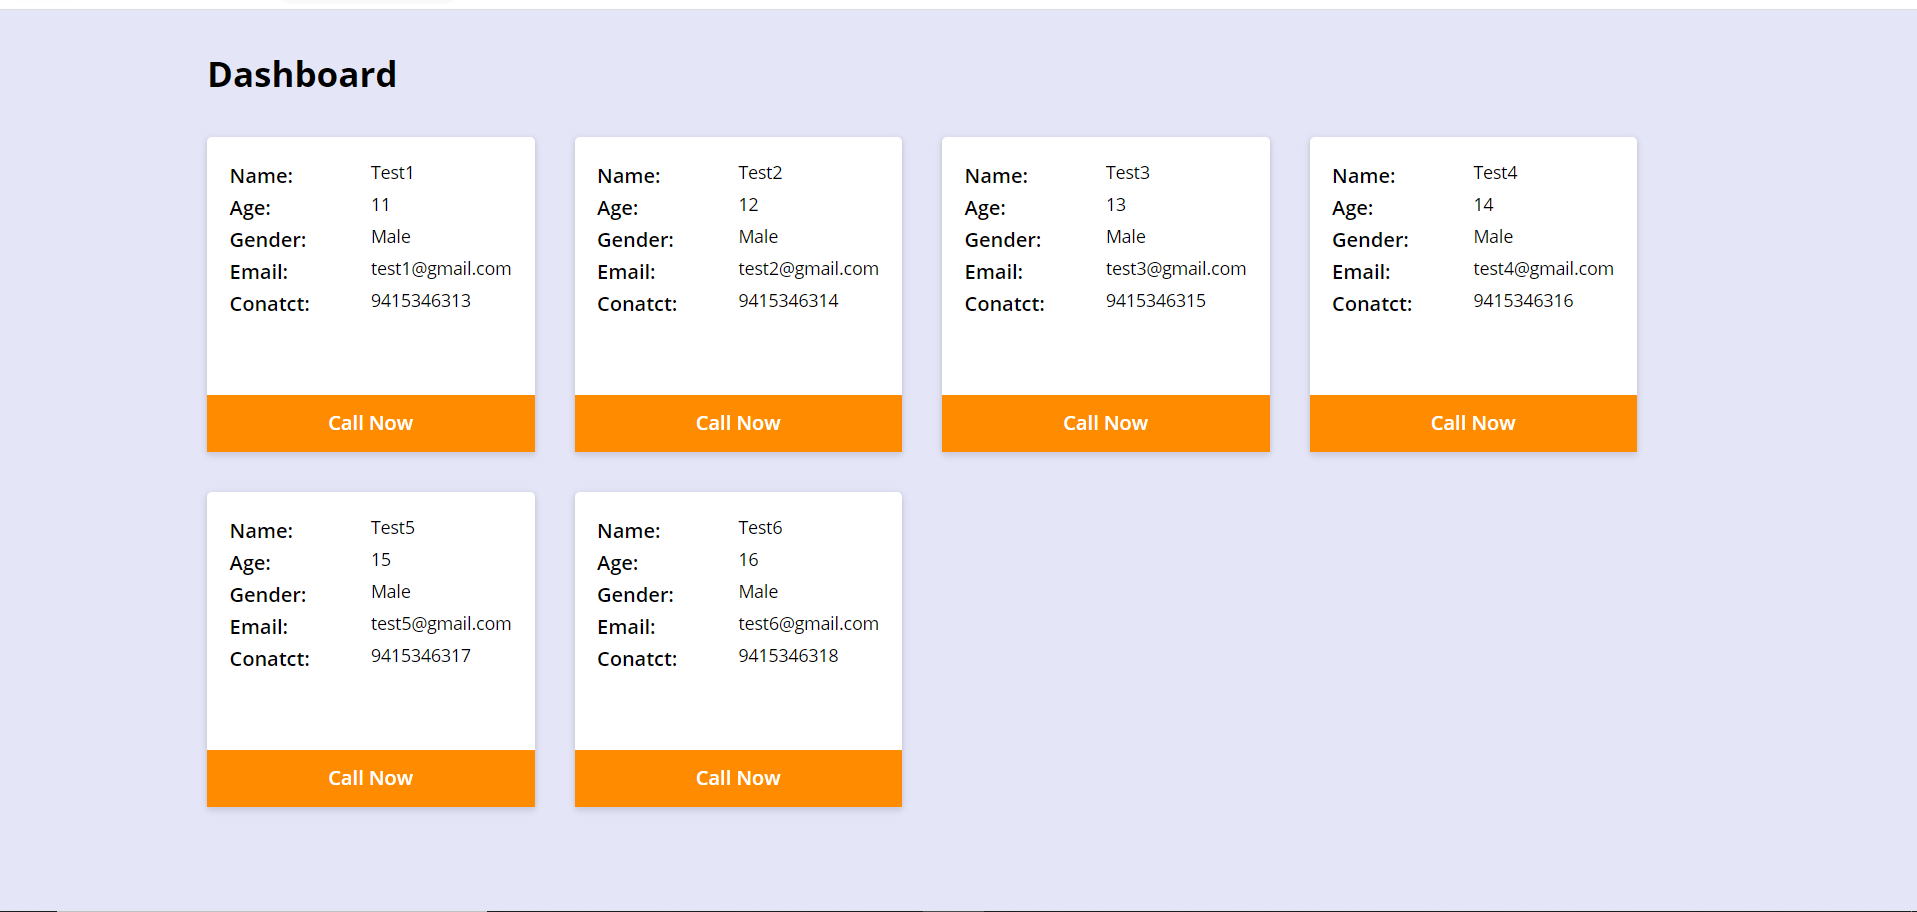 Dashboard
Name: Test1
Age: 11
Gender: Male
Email: test1@gmail.com
Conatct: 9415346313
Call Now
Name: Test2
Age: 12
Gender: Male
Email: test2@gmail.com
Conatct: 9415346314
Call Now
Name: Test3
Age: 13
Gender: Male
Email: test3@gmail.com
Conatct: 9415346315
Call Now
Name: Test4
Age: 14
Gender: Male
Email: test4@gmail.com
Conatct: 9415346316
Call Now
Name: Test5
Age: 15
Gender: Male
Email: test5@gmail.com
Conatct: 9415346317
Call Now
Name: Test6
Age: 16
Gender: Male
Email: test6@gmail.com
Conatct: 9415346318
Call Now